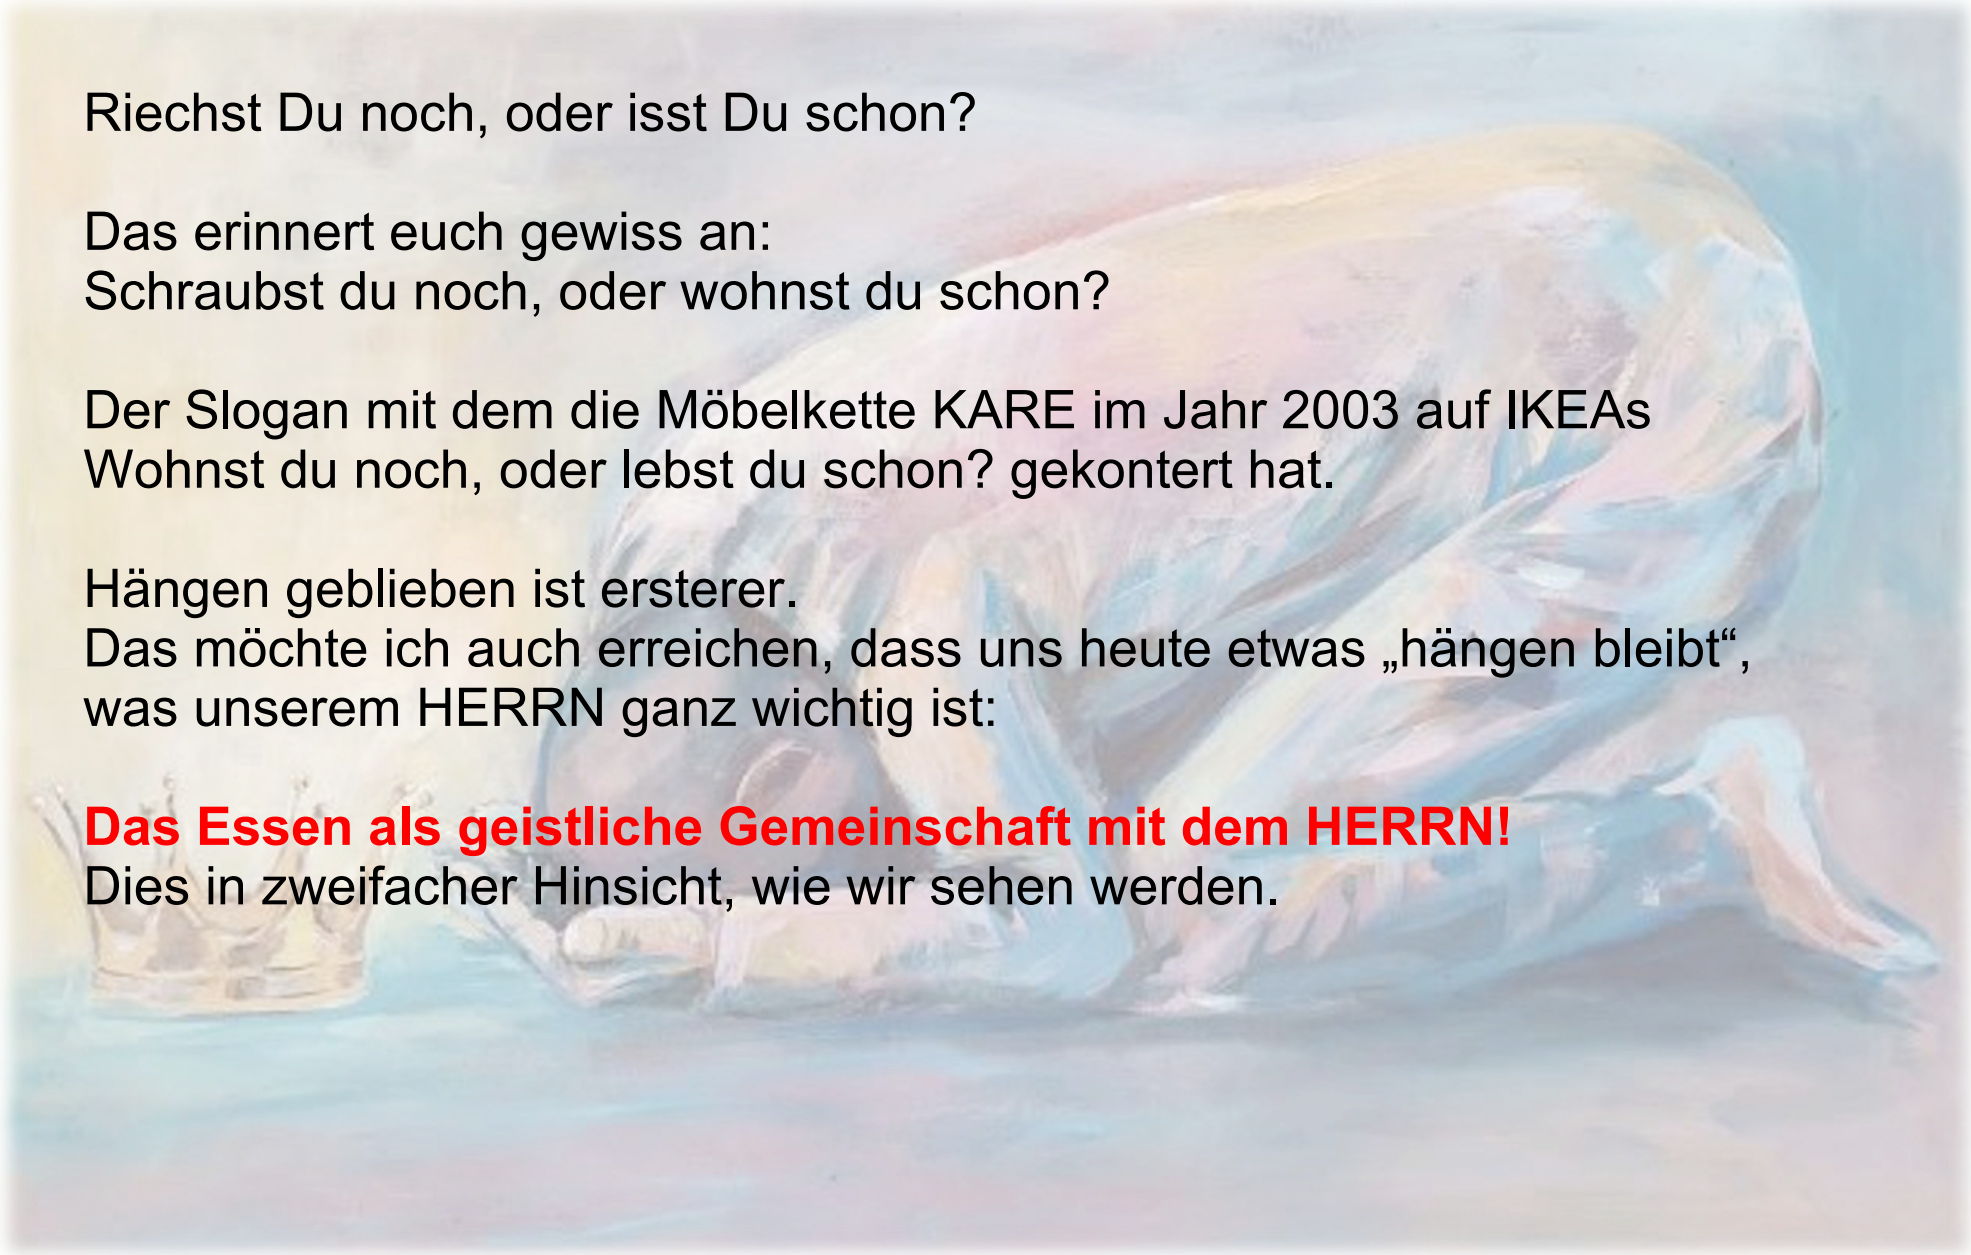 Riechst Du noch, oder isst Du schon?
Das erinnert euch gewiss an:
Schraubst du noch, oder wohnst du schon?
Der Slogan mit dem die Möbelkette KARE im Jahr 2003 auf IKEAs
Wohnst du noch, oder lebst du schon? gekontert hat.
Hängen geblieben ist ersterer.
Das möchte ich auch erreichen, dass uns heute etwas „hängen bleibt“,
was unserem HERRN ganz wichtig ist:
Das Essen als geistliche Gemeinschaft mit dem HERRN!
Dies in zweifacher Hinsicht, wie wir sehen werden.